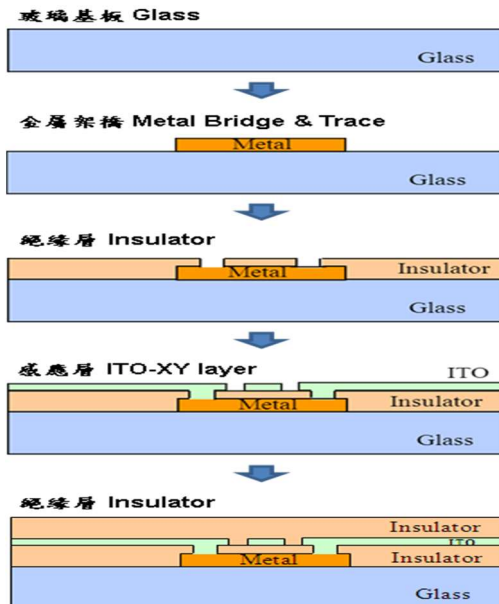 玻璃基板 Glass
Glass
金屬架橋 Metal Bridge & Trace
Metal
Glass
絕緣層 Insulator
Insulator
Metal
Glass
感應層 ITO-XY layer
ITO
Insulator
Metal
Glass
絕緣層 Insulator
Insulator
ITO
Insulator
Metal
Glass